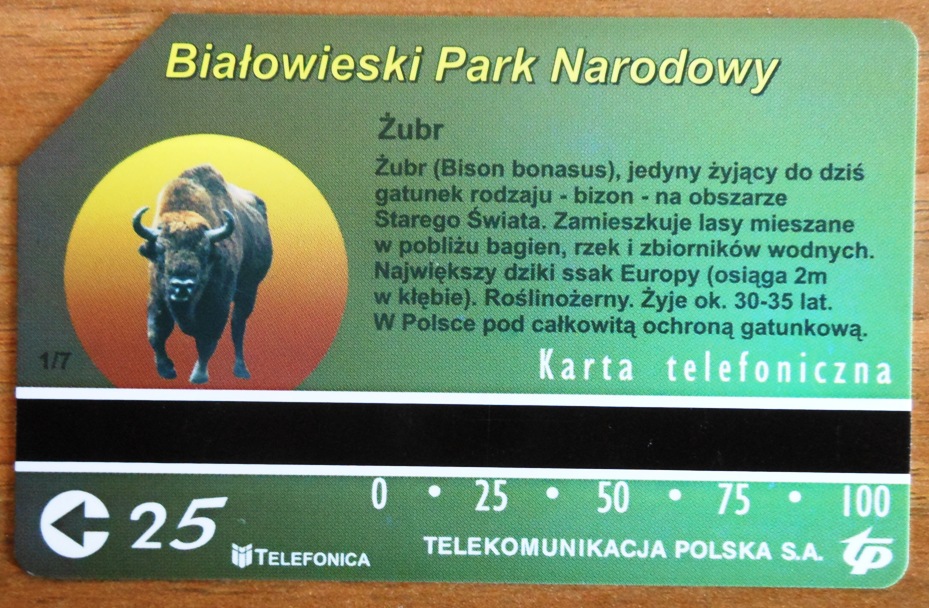 Białowieski Park Narodowy
Żubr
Żubr (Bison bonasus), jedyny żyjący do dziś
gatunek rodzaju - bizon - na obszarze
Starego Świata. Zamieszkuje lasy mieszane
w pobliżu bagien, rzek i zbiorników wodnych.
Największy dziki ssak Europy (osiąga 2m
w kłębie). Roślinożerny. Żyje ok. 30-35 lat.
W Polsce pod całkowitą ochroną gatunkową.
1/7
Karta telefoniczna
0 • 25 • 50 • 75 • 100
25
TELEFONICA
TELEKOMUNIKACJA POLSKA S.A. tp